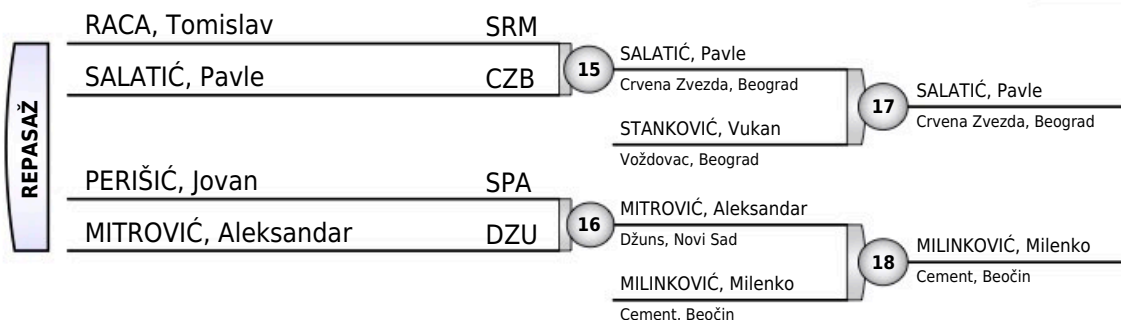 REPASAŽ
RACA, Tomislav SRM
SALATIĆ, Pavle CZB
15
SALATIĆ, Pavle
Crvena Zvezda, Beograd
STANKOVIĆ, Vukan
Voždovac, Beograd
17
SALATIĆ, Pavle
Crvena Zvezda, Beograd
PERIŠIĆ, Jovan SPA
MITROVIĆ, Aleksandar DZU
16
MITROVIĆ, Aleksandar
Džuns, Novi Sad
MILINKOVIĆ, Milenko
Cement, Beočin
18
MILINKOVIĆ, Milenko
Cement, Beočin